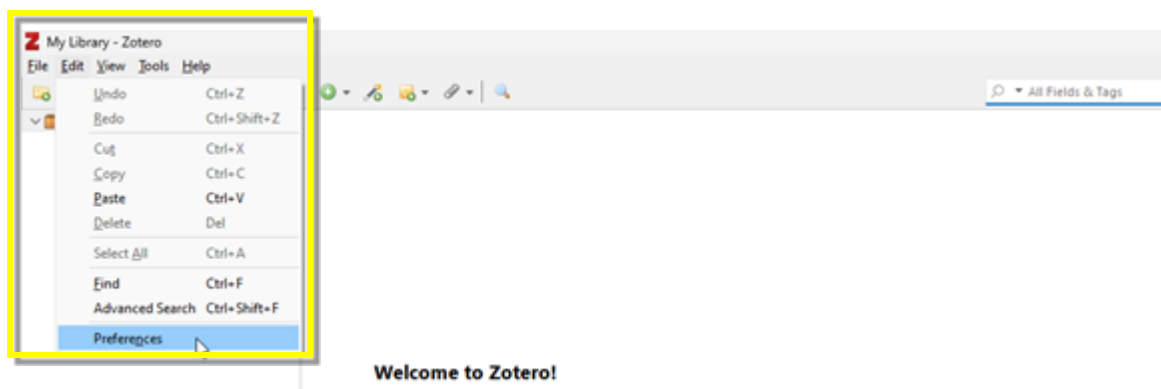 Z My Library - Zotero
File Edit View Tools Help
All Fields & Tags
Undo Ctrl+Z
Redo Ctrl+Shift+Z
Cut Ctrl+X
Copy Ctrl+C
Paste Ctrl+V
Delete Del
Select All Ctrl+A
Find Ctrl+F
Advanced Search Ctrl+Shift+F
Preferences
Welcome to Zotero!